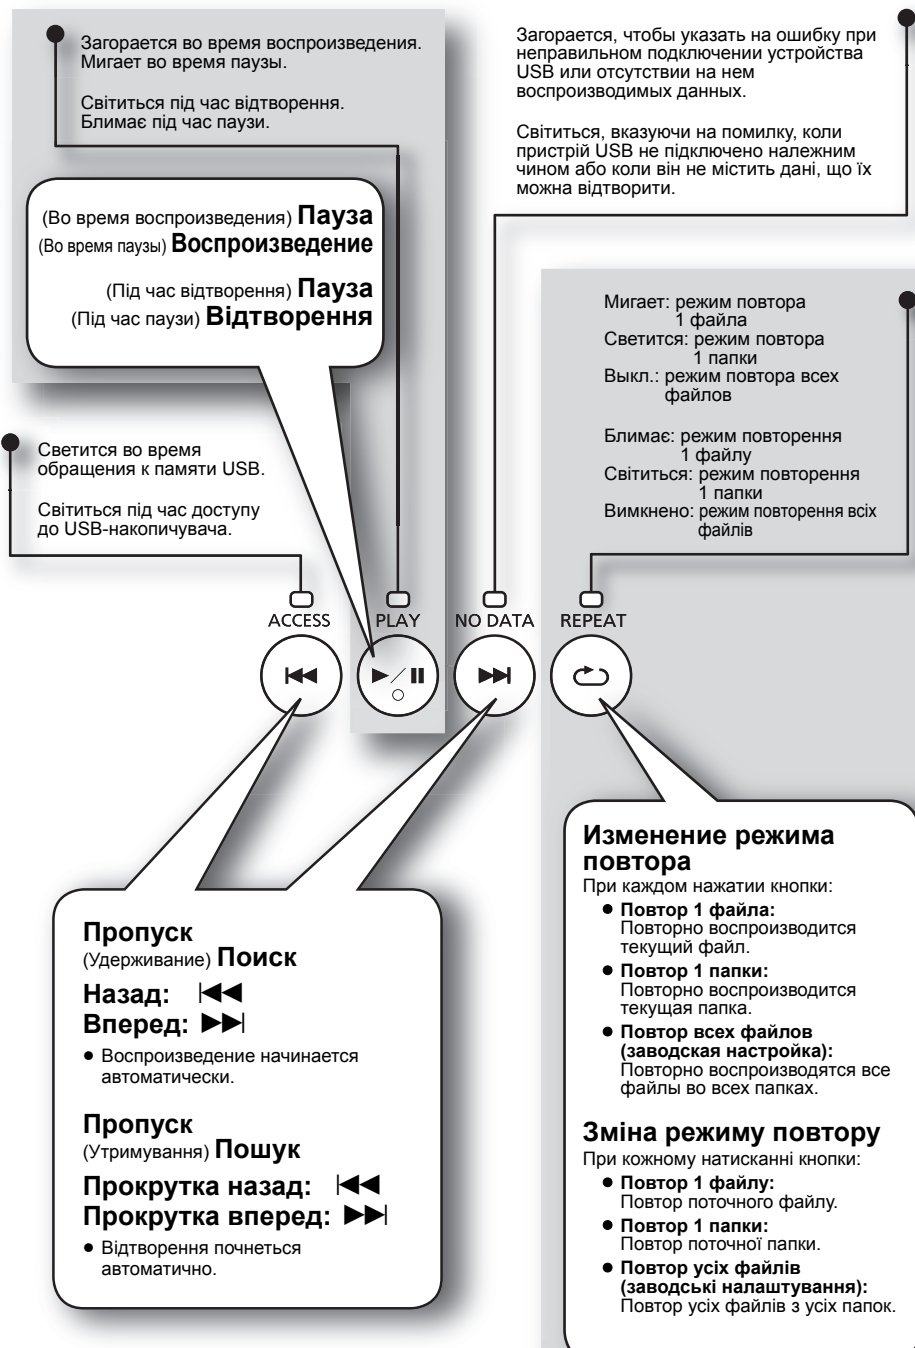 Загорается во время воспроизведения.
Мигает во время паузы.
Світиться під час відтворення.
Блимає під час паузи.
Загорается, чтобы указать на ошибку при
неправильном подключении устройства
USB или отсутствии на нем
воспроизводимых данных.
Світиться, вказуючи на помилку, коли
пристрій USB не підключено належним
чином або коли він не містить дані, що їх
можна відтворити.
(Во время воспроизведения) Пауза
(Во время паузы) Воспроизведение
(Під час відтворення) Пауза
(Під час паузи) Відтворення
Мигает: режим повтора
1 файла
Светится: режим повтора
1 папки
Выкл.: режим повтора всех
файлов
Блимає: режим повторення
1 файлу
Світиться: режим повторення
1 папки
Вимкнено: режим повторення всіх
файлів
Светится во время
обращения к памяти USB.
Світиться під час доступу
до USB-накопичувача.
ACCESS PLAY NO DATA REPEAT
Пропуск
(Удерживание) Поиск
Назад:
Вперед:
● Воспроизведение начинается
автоматически.
Пропуск
(Утримування) Пошук
Прокрутка назад:
Прокрутка вперед:
● Відтворення почнеться
автоматично.
Изменение режима
повтора
При каждом нажатии кнопки:
● Повтор 1 файла:
Повторно воспроизводится
текущий файл.
● Повтор 1 папки:
Повторно воспроизводится
текущая папка.
● Повтор всех файлов
(заводская настройка):
Повторно воспроизводятся все
файлы во всех папках.
Зміна режиму повтору
При кожному натисканні кнопки:
● Повтор 1 файлу:
Повтор поточного файлу.
● Повтор 1 папки:
Повтор поточної папки.
● Повтор усіх файлів
(заводські налаштування):
Повтор усіх файлів з усіх папок.